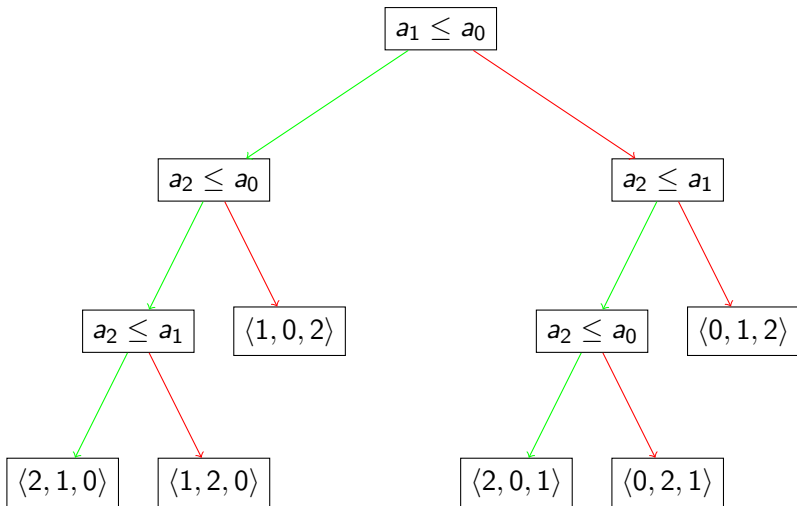 a₁ ≤ a₀
a₂ ≤ a₀
a₂ ≤ a₁
a₂ ≤ a₁
⟨1, 0, 2⟩
a₂ ≤ a₀
⟨0, 1, 2⟩
⟨2, 1, 0⟩
⟨1, 2, 0⟩
⟨2, 0, 1⟩
⟨0, 2, 1⟩